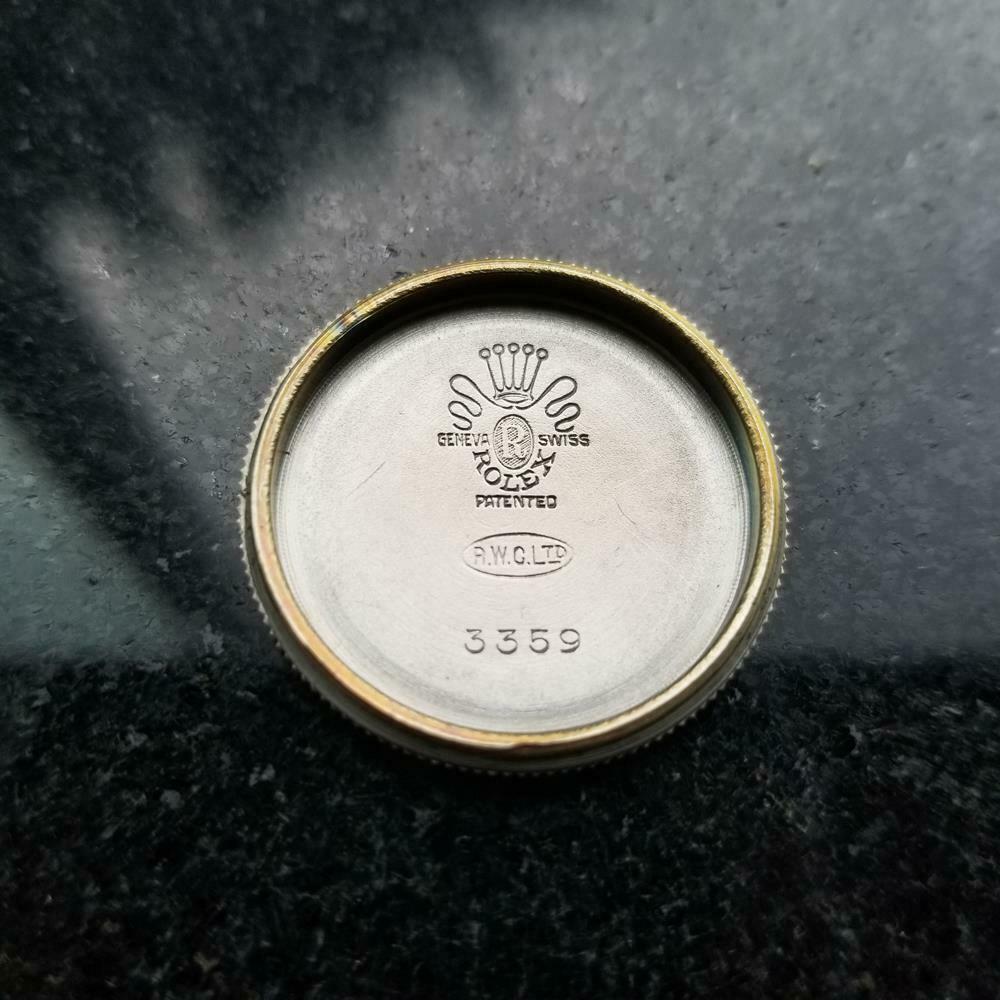 GENEVA R SWISS
ROLEX
PATENTED
R.W.C.LTD
3359